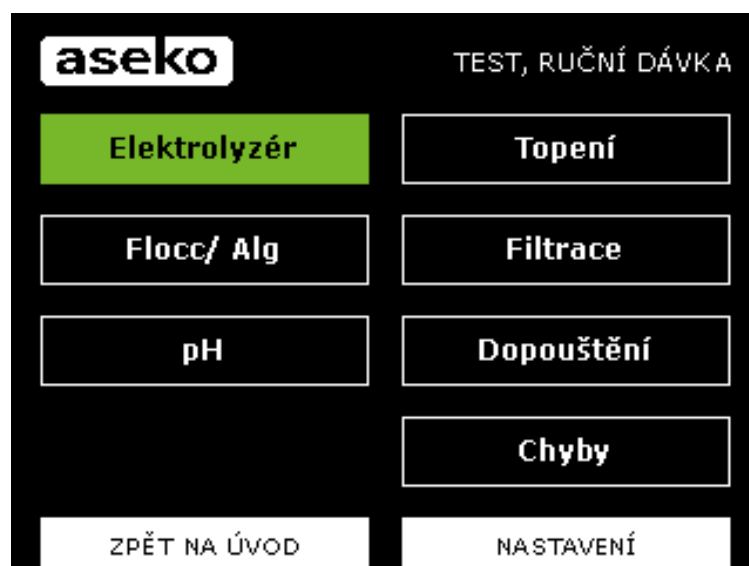 aseko
TEST, RUČNÍ DÁVKA
Elektrolyzér
Topení
Flocc/ Alg
Filtrace
pH
Dopouštění
Chyby
ZPĚT NA ÚVOD
NASTAVENÍ